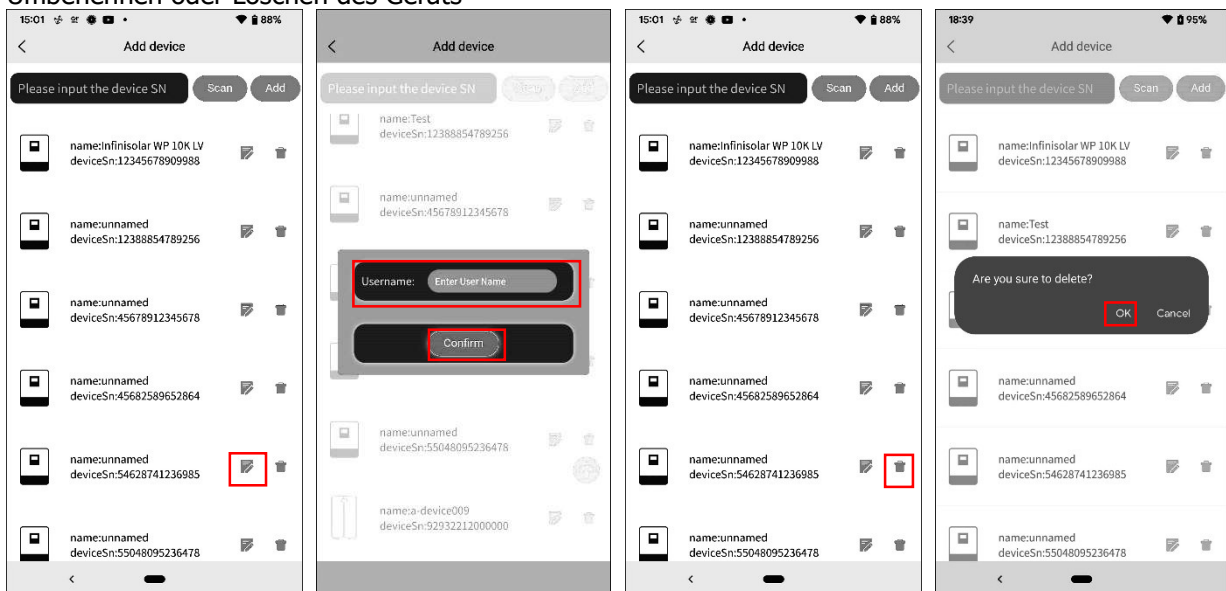 Umbenennen oder Löschen des Geräts
15:01 88%
Add device
Please input the device SN Scan Add
name:Infinisolar WP 10K LV
deviceSn:12345678909988
name:unnamed
deviceSn:12388854789256
name:unnamed
deviceSn:45678912345678
name:unnamed
deviceSn:45682589652864
name:unnamed
deviceSn:54628741236985
name:unnamed
deviceSn:55048095236478
Add device
Please input the device SN
name:Test
deviceSn:12388854789256
name:unnamed
deviceSn:45678912345678
Username: Enter User Name
Confirm
name:unnamed
deviceSn:55048095236478
name:a-device009
deviceSn:92932212000000
15:01 88%
Add device
Please input the device SN Scan Add
name:Infinisolar WP 10K LV
deviceSn:12345678909988
name:unnamed
deviceSn:12388854789256
name:unnamed
deviceSn:45678912345678
name:unnamed
deviceSn:45682589652864
name:unnamed
deviceSn:54628741236985
name:unnamed
deviceSn:55048095236478
18:39 95%
Add device
Please input the device SN Scan Add
name:Infinisolar WP 10K LV
deviceSn:12345678909988
name:Test
deviceSn:12388854789256
Are you sure to delete?
OK Cancel
name:unnamed
deviceSn:45682589652864
name:unnamed
deviceSn:54628741236985
name:unnamed
deviceSn:55048095236478